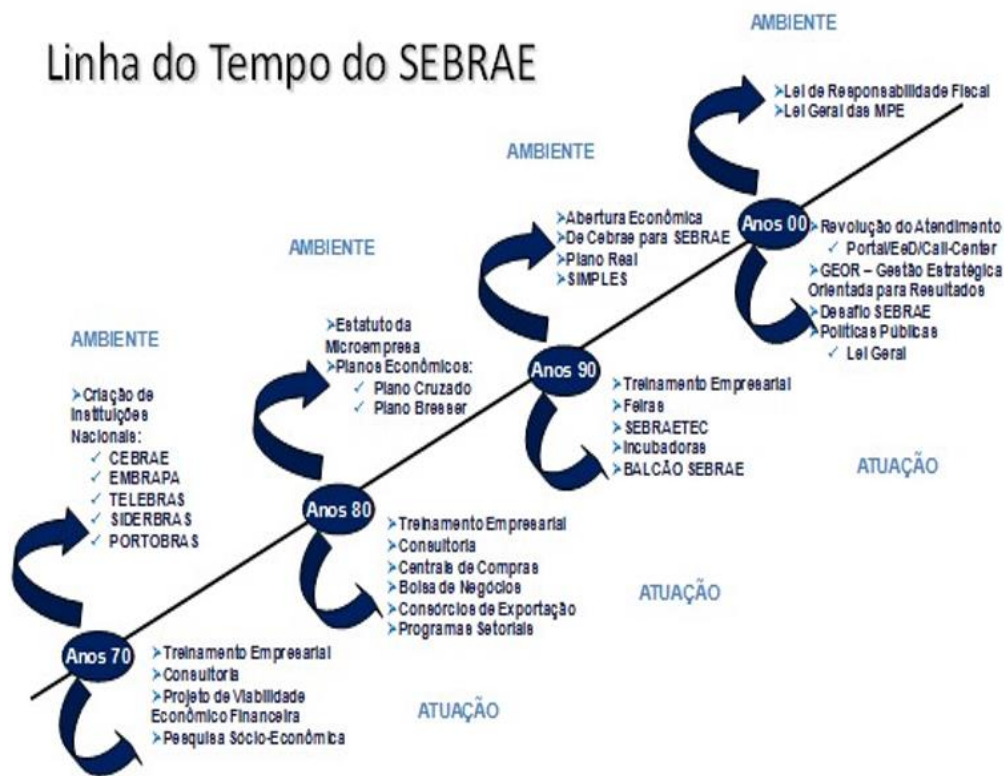 Linha do Tempo do SEBRAE
AMBIENTE
➢Lei de Responsabilidade Fiscal
➢Lei Geral das MPE
Anos 00
➢Revolução do Atendimento
✓ Portal/EeD/Call-Center
➢GEOR – Gestão Estratégica
Orientada para Resultados
➢Desafio SEBRAE
➢Políticas Públicas
✓ Lei Geral
AMBIENTE
➢Abertura Econômica
➢De Cebrae para SEBRAE
➢Plano Real
➢SIMPLES
Anos 90
➢Treinamento Empresarial
➢Feiras
➢SEBRAETEC
➢Incubadoras
➢BALCÃO SEBRAE
ATUAÇÃO
AMBIENTE
➢Estatuto da
Microempresa
➢Planos Econômicos:
✓ Plano Cruzado
✓ Plano Bresser
Anos 80
➢Treinamento Empresarial
➢Consultoria
➢Centrais de Compras
➢Bolsa de Negócios
➢Consórcios de Exportação
➢Programas Setoriais
ATUAÇÃO
AMBIENTE
➢Criação de
Instituições
Nacionais:
✓ CEBRAE
✓ EMBRAPA
✓ TELEBRAS
✓ SIDERBRAS
✓ PORTOBRAS
Anos 70
➢Treinamento Empresarial
➢Consultoria
➢Projeto de Viabilidade
Econômico Financeira
➢Pesquisa Sócio-Econômica
ATUAÇÃO